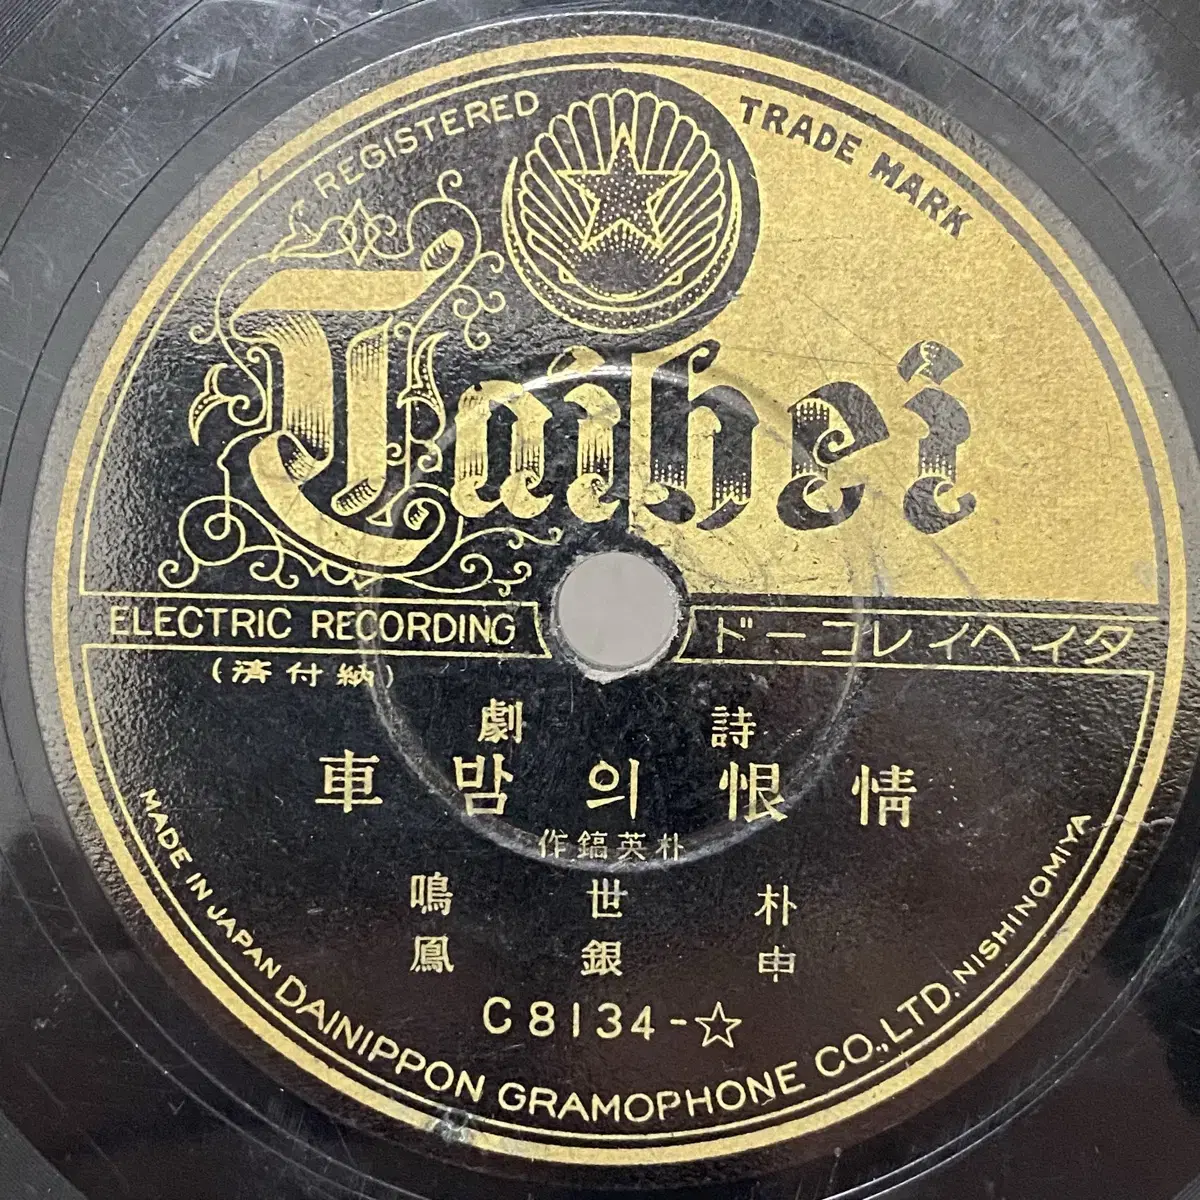 REGISTERED
TRADE MARK
Taihei
ELECTRIC RECORDING
タイヘイレコード
(納付済)
詩劇
情恨의밤車
朴英鎬作
朴世鳴
申銀鳳
C8134-☆
MADE IN JAPAN DAINIPPON GRAMOPHONE CO.,LTD. NISHINOMIYA